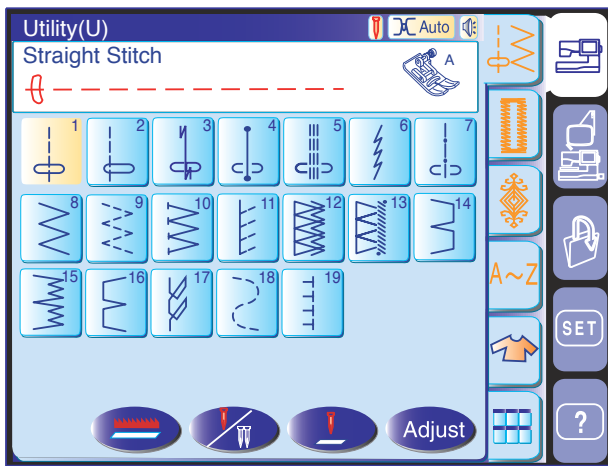 Utility(U)
Auto
Straight Stitch
A
1 2 3 4 5 6 7
8 9 10 11 12 13 14
15 16 17 18 19
A~Z
SET
?
Adjust